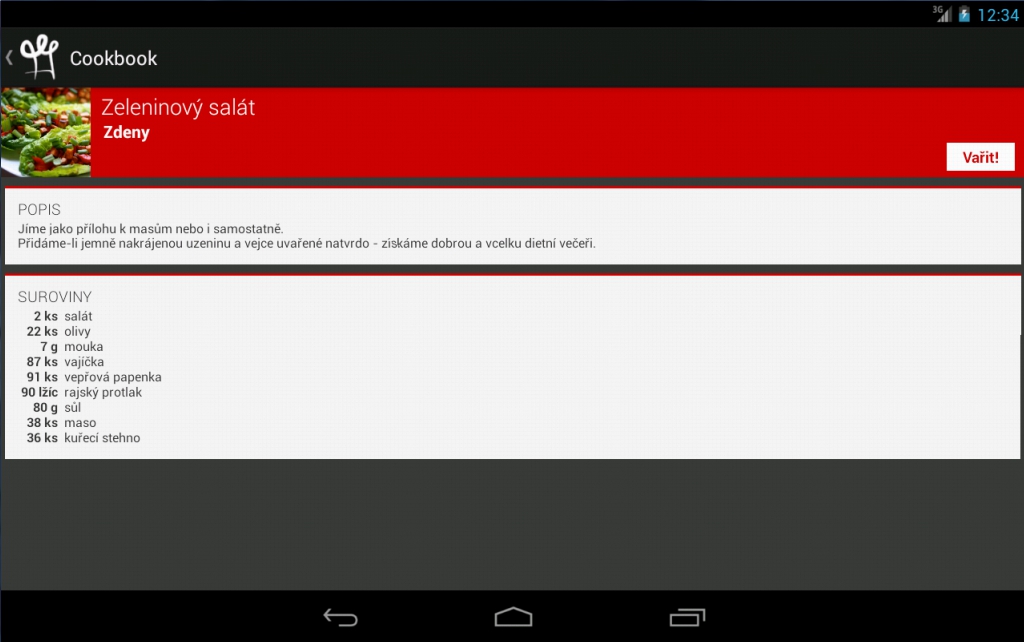 3G 12:34
Cookbook
Zeleninový salát
Zdeny
Vařit!
POPIS
Jíme jako přílohu k masům nebo i samostatně.
Přidáme-li jemně nakrájenou uzeninu a vejce uvařené natvrdo - získáme dobrou a vcelku dietní večeři.
SUROVINY
2 ks salát
22 ks olivy
7 g mouka
87 ks vajíčka
91 ks vepřová papenka
90 lžíc rajský protlak
80 g sůl
38 ks maso
36 ks kuřecí stehno